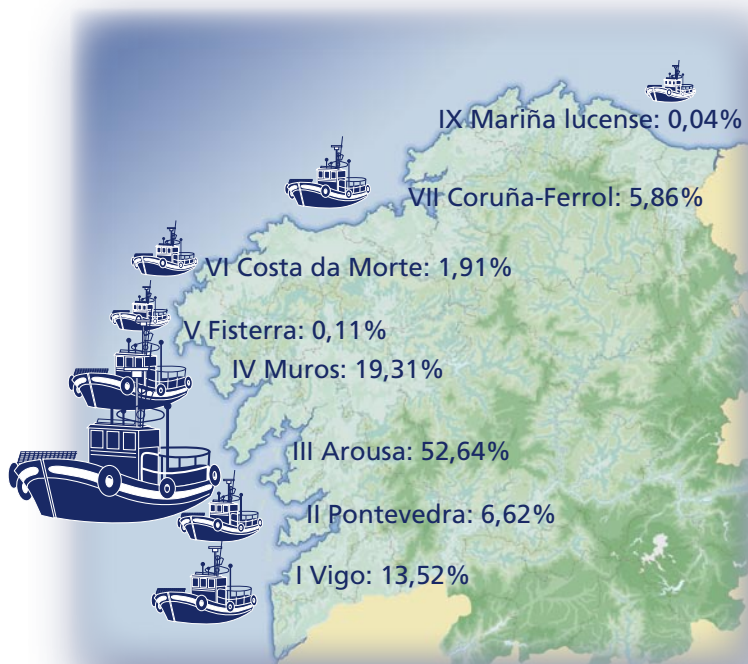 IX Mariña lucense: 0,04%
VII Coruña-Ferrol: 5,86%
VI Costa da Morte: 1,91%
V Fisterra: 0,11%
IV Muros: 19,31%
III Arousa: 52,64%
II Pontevedra: 6,62%
I Vigo: 13,52%